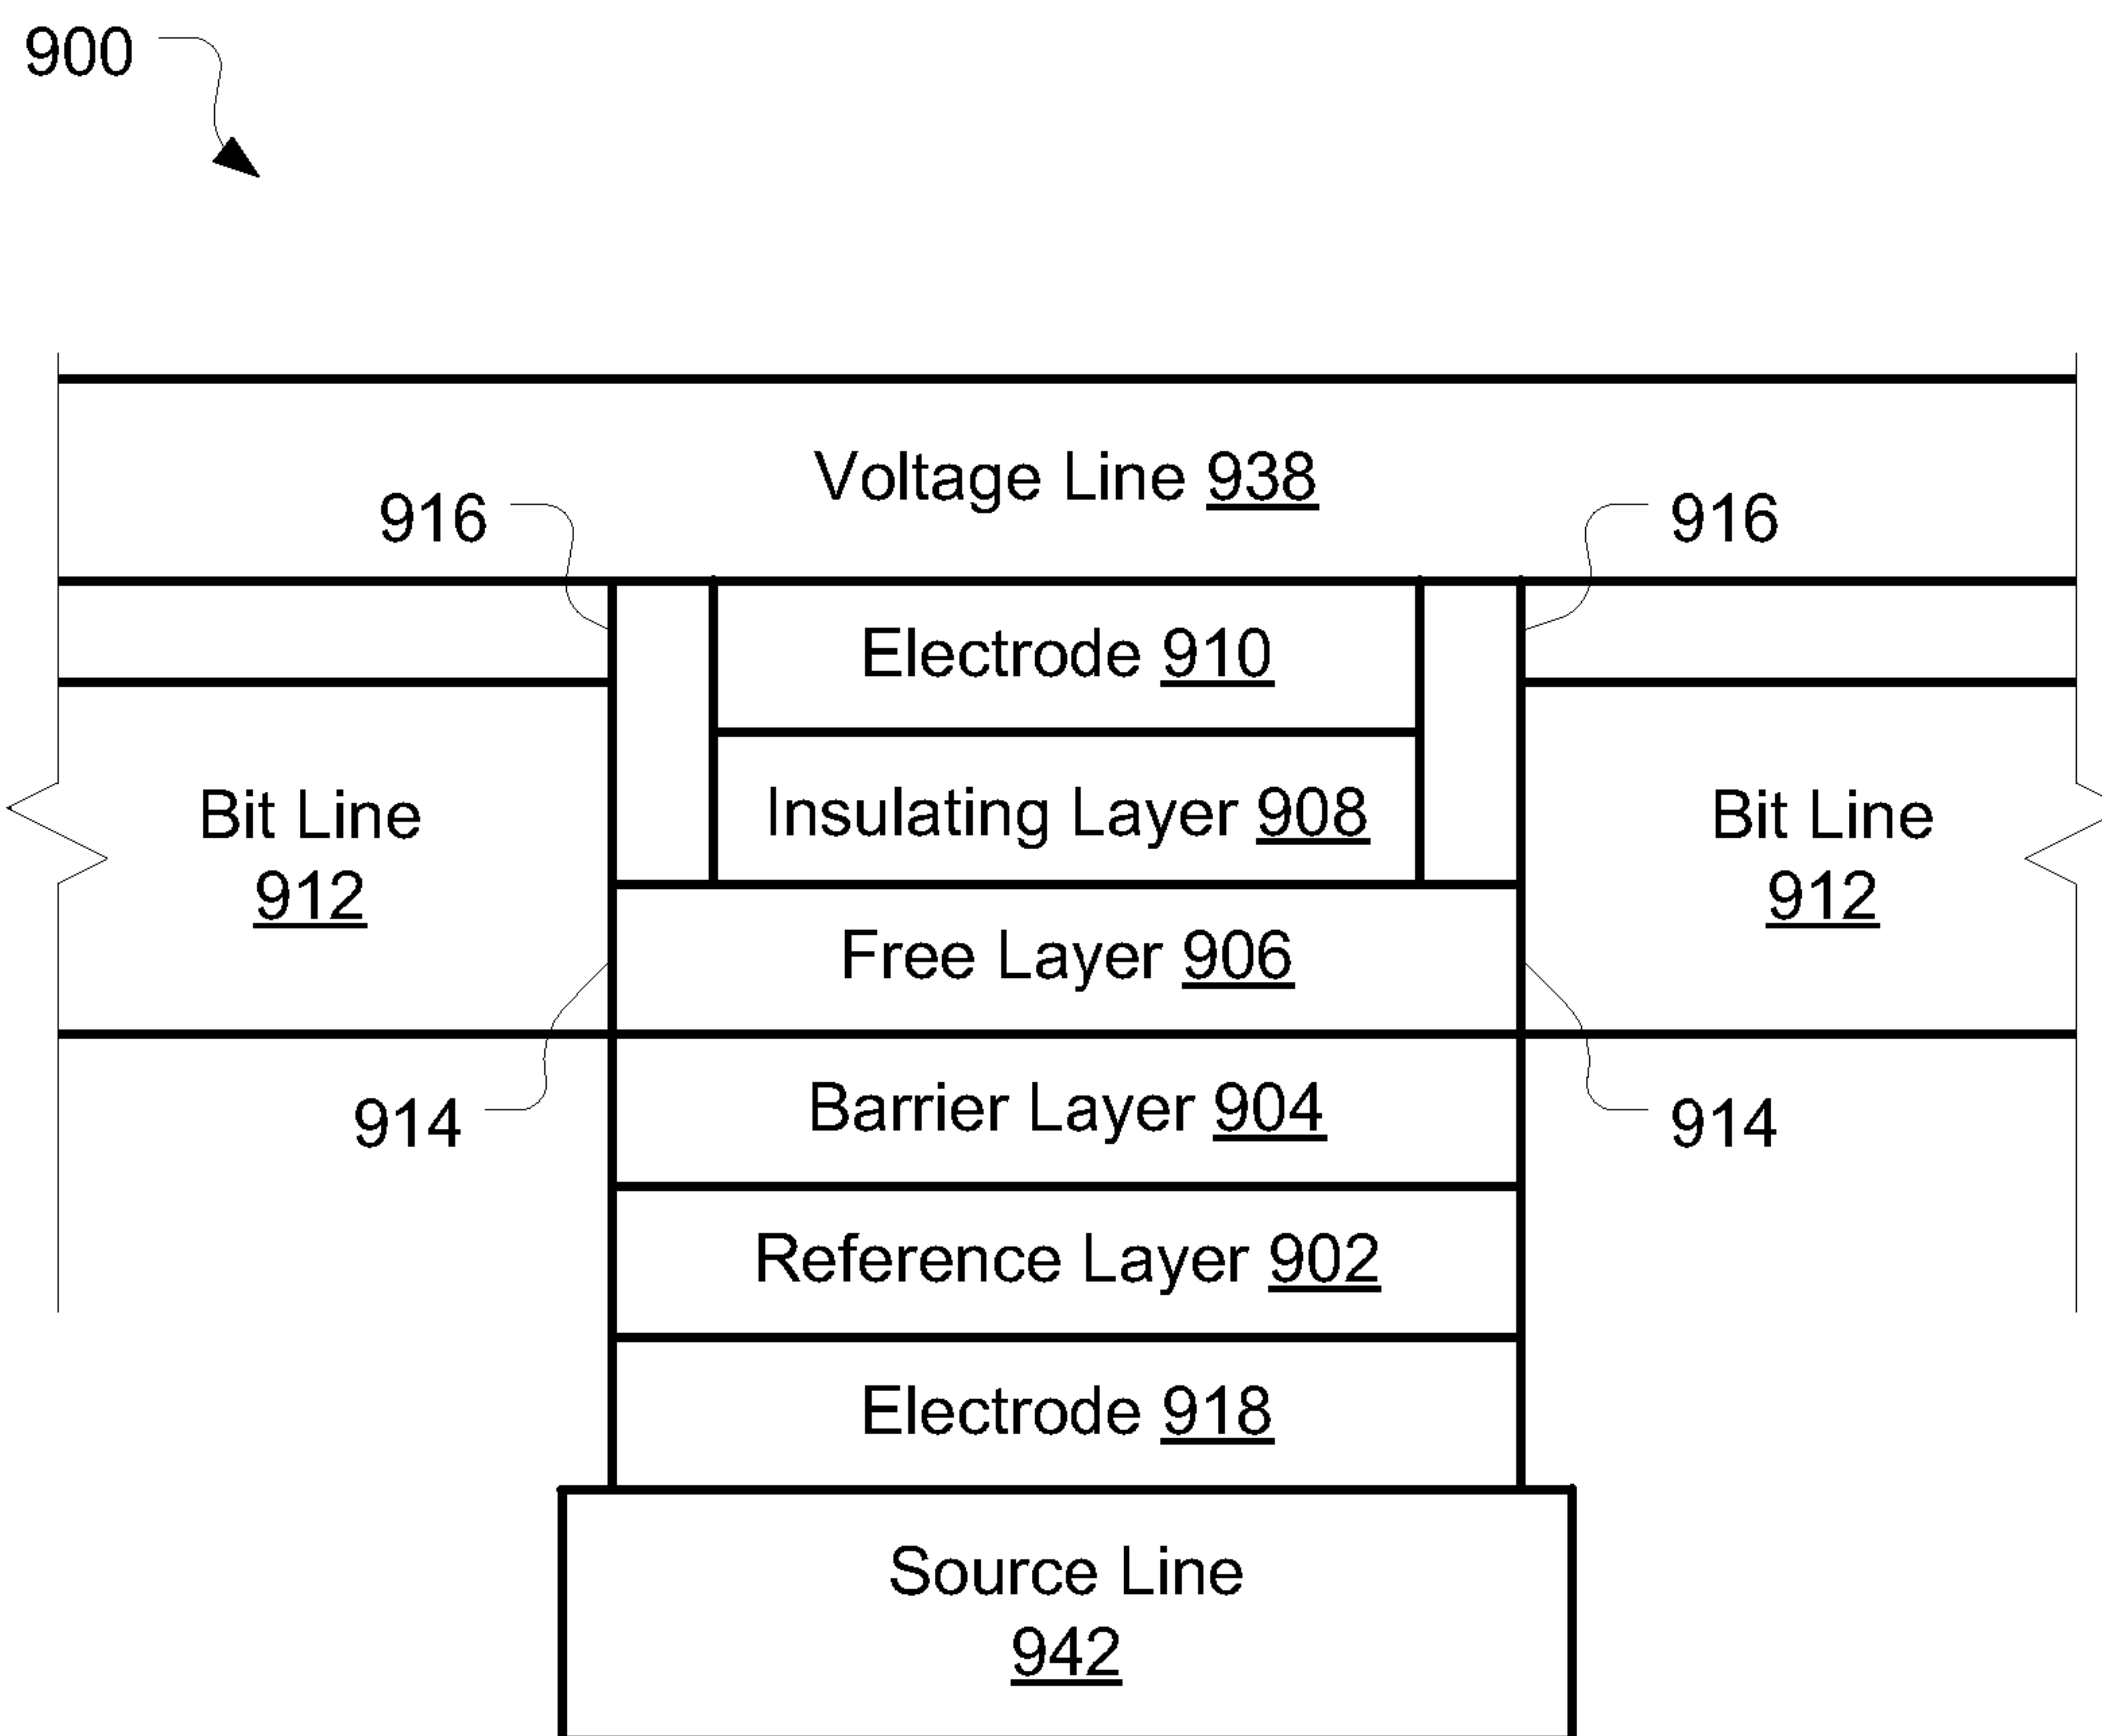 900
Voltage Line 938
916
916
Electrode 910
Insulating Layer 908
Bit Line
912
Bit Line
912
Free Layer 906
914
Barrier Layer 904
914
Reference Layer 902
Electrode 918
Source Line
942